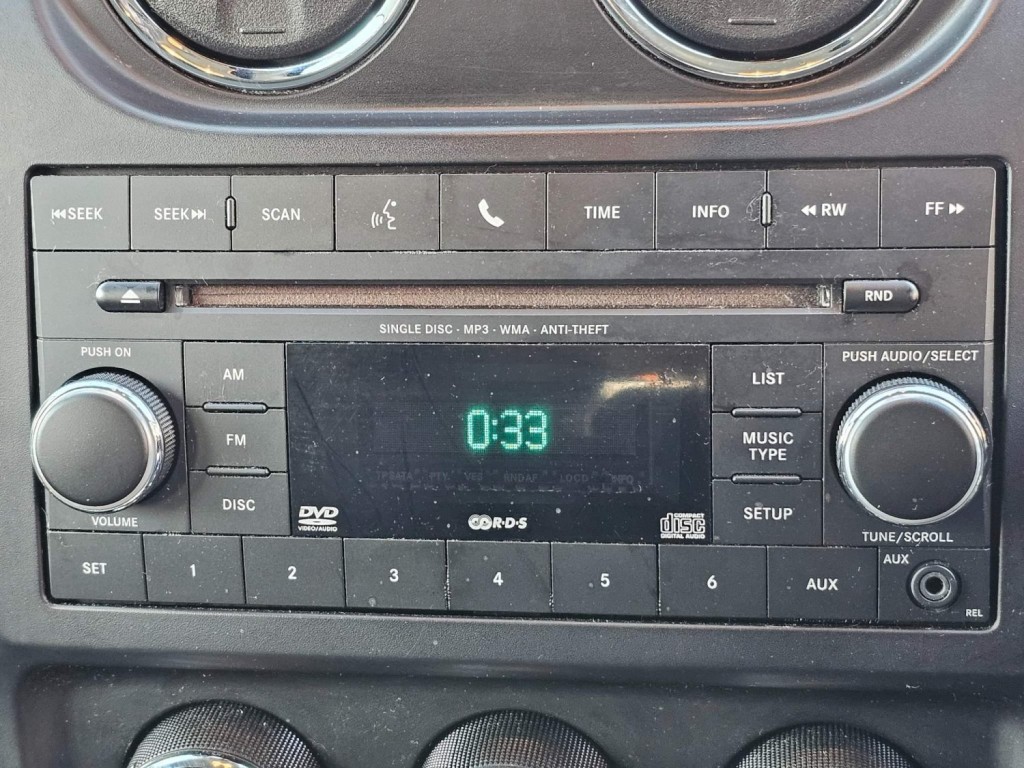 SEEK
SEEK
SCAN
TIME
INFO
RW
FF
RND
SINGLE DISC · MP3 · WMA · ANTI-THEFT
PUSH ON
VOLUME
AM
FM
DISC
0:33
DVD
VIDEO/AUDIO
R·D·S
COMPACT
disc
DIGITAL AUDIO
LIST
MUSIC
TYPE
SETUP
PUSH AUDIO/SELECT
TUNE/SCROLL
SET
1
2
3
4
5
6
AUX
AUX
REL